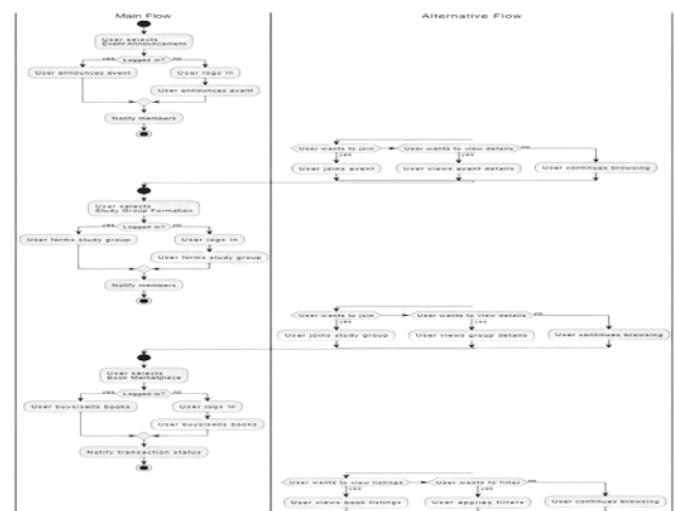 Main Flow
Alternative Flow
User selects
Event Announcement
yes
Logged in?
no
User announces event
User logs in
User announces event
Notify members
User wants to join
User wants to view details
no
yes
yes
User joins event
User views event details
User continues browsing
User selects
Study Group Formation
yes
Logged in?
no
User forms study group
User logs in
User forms study group
Notify members
User wants to join
User wants to view details
no
yes
yes
User joins study group
User views group details
User continues browsing
User selects
Book Marketplace
yes
Logged in?
no
User buys/sells books
User logs in
User buys/sells books
Notify transaction status
User wants to view listings
User wants to filter
no
yes
yes
User views book listings
User applies filters
User continues browsing